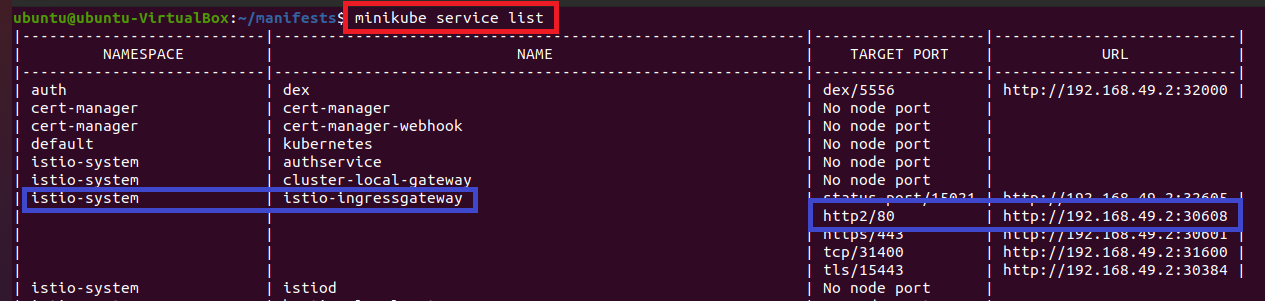 ubuntu@ubuntu-VirtualBox:~/manifests$ minikube service list
|---------------------------|-----------------------------------------------------------|-------------------|---------------------------|
| NAMESPACE | NAME | TARGET PORT | URL |
|---------------------------|-----------------------------------------------------------|-------------------|---------------------------|
| auth | dex | dex/5556 | http://192.168.49.2:32000 |
| cert-manager | cert-manager | No node port |
| cert-manager | cert-manager-webhook | No node port |
| default | kubernetes | No node port |
| istio-system | authservice | No node port |
| istio-system | cluster-local-gateway | No node port |
| istio-system | istio-ingressgateway | status-port/15021 | http://192.168.49.2:32605 |
| | | http2/80 | http://192.168.49.2:30608 |
| | | https/443 | http://192.168.49.2:30601 |
| | | tcp/31400 | http://192.168.49.2:31600 |
| | | tls/15443 | http://192.168.49.2:30384 |
| istio-system | istiod | No node port |